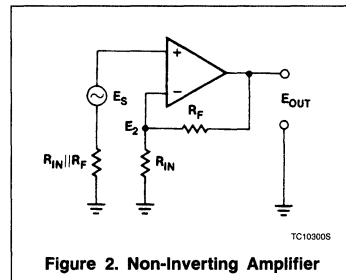 +
−
E_S
R_F
E_OUT
E_2
R_IN||R_F
R_IN
TC10300S
Figure 2. Non-Inverting Amplifier